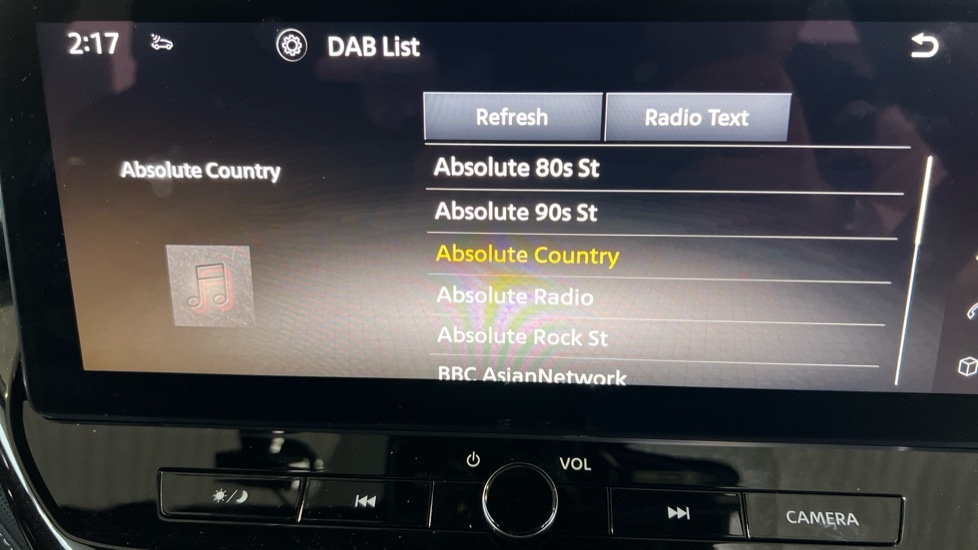 2:17 DAB List
Refresh Radio Text
Absolute Country
Absolute 80s St
Absolute 90s St
Absolute Country
Absolute Radio
Absolute Rock St
BBC AsianNetwork
VOL
CAMERA